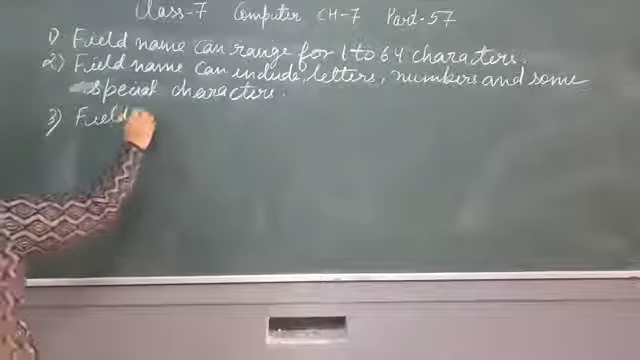 Class-7 Computer CH-7 Part-57
1) Field name can range for 1 to 64 characters.
2) Field name can include letters, numbers and some
special characters.
3) Field